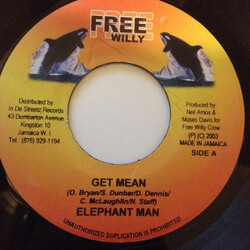 FREE
WILLY
Distributed by
In De Streetz Records
43 Dumbarton Avenue
Kingston 10
Jamaica W. I.
Tel: (876) 929-1194
Produced by
Neil Amos &
Moses Davis for
Free Willy Crew
(P) (C) 2003
MADE IN JAMAICA
SIDE A
GET MEAN
(O. Bryan/S. Dunbar/D. Dennis/
C. McLaughlin/N. Staff)
ELEPHANT MAN
UNAUTHORIZED DUPLICATION IS PROHIBITED